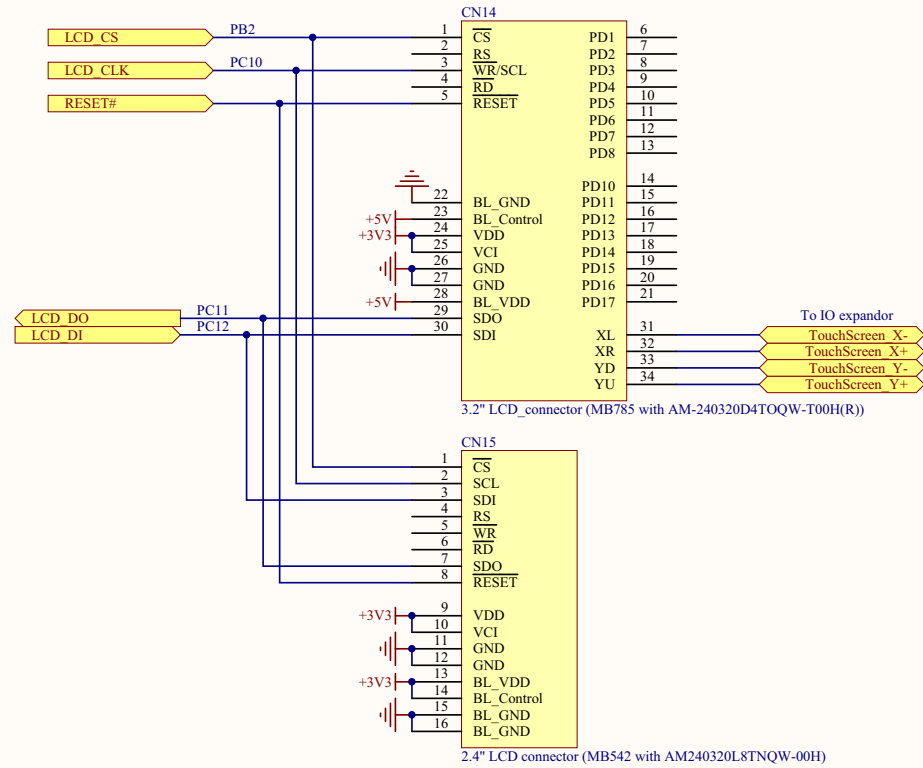 CN14
LCD_CS PB2 1 CS PD1 6
2 RS PD2 7
LCD_CLK PC10 3 WR/SCL PD3 8
4 RD PD4 9
RESET# 5 RESET PD5 10
PD6 11
PD7 12
PD8 13
PD10 14
22 BL_GND PD11 15
+5V 23 BL_Control PD12 16
+3V3 24 VDD PD13 17
25 VCI PD14 18
26 GND PD15 19
27 GND PD16 20
+5V 28 BL_VDD PD17 21
LCD_DO PC11 29 SDO
To IO expandor
LCD_DI PC12 30 SDI XL 31 TouchScreen_X-
XR 32 TouchScreen_X+
YD 33 TouchScreen_Y-
YU 34 TouchScreen_Y+
3.2" LCD_connector (MB785 with AM-240320D4TOQW-T00H(R))
CN15
1 CS
2 SCL
3 SDI
4 RS
5 WR
6 RD
7 SDO
8 RESET
+3V3 9 VDD
10 VCI
11 GND
12 GND
+3V3 13 BL_VDD
14 BL_Control
15 BL_GND
16 BL_GND
2.4" LCD connector (MB542 with AM240320L8TNQW-00H)